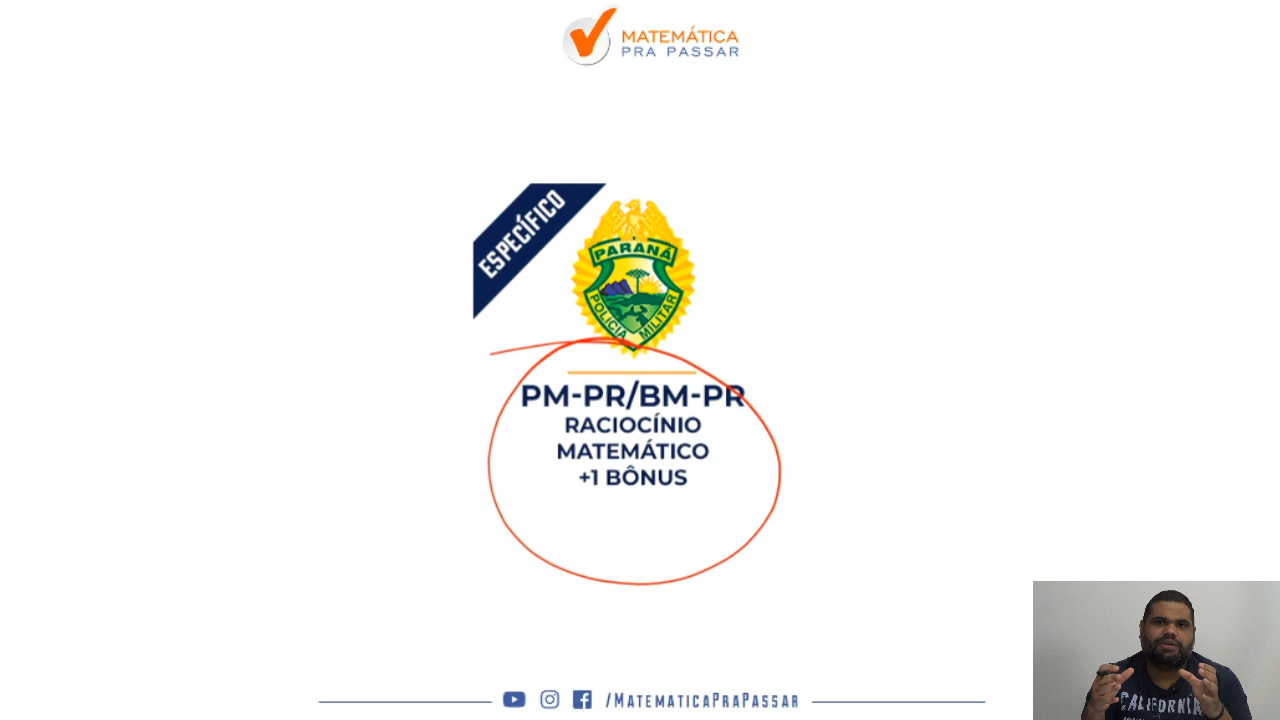 MATEMÁTICA
PRA PASSAR
ESPECÍFICO
PARANÁ
POLÍCIA MILITAR
PM-PR/BM-PR
RACIOCÍNIO
MATEMÁTICO
+1 BÔNUS
CALIFORNIA
/MATEMATICAPRAPASSAR